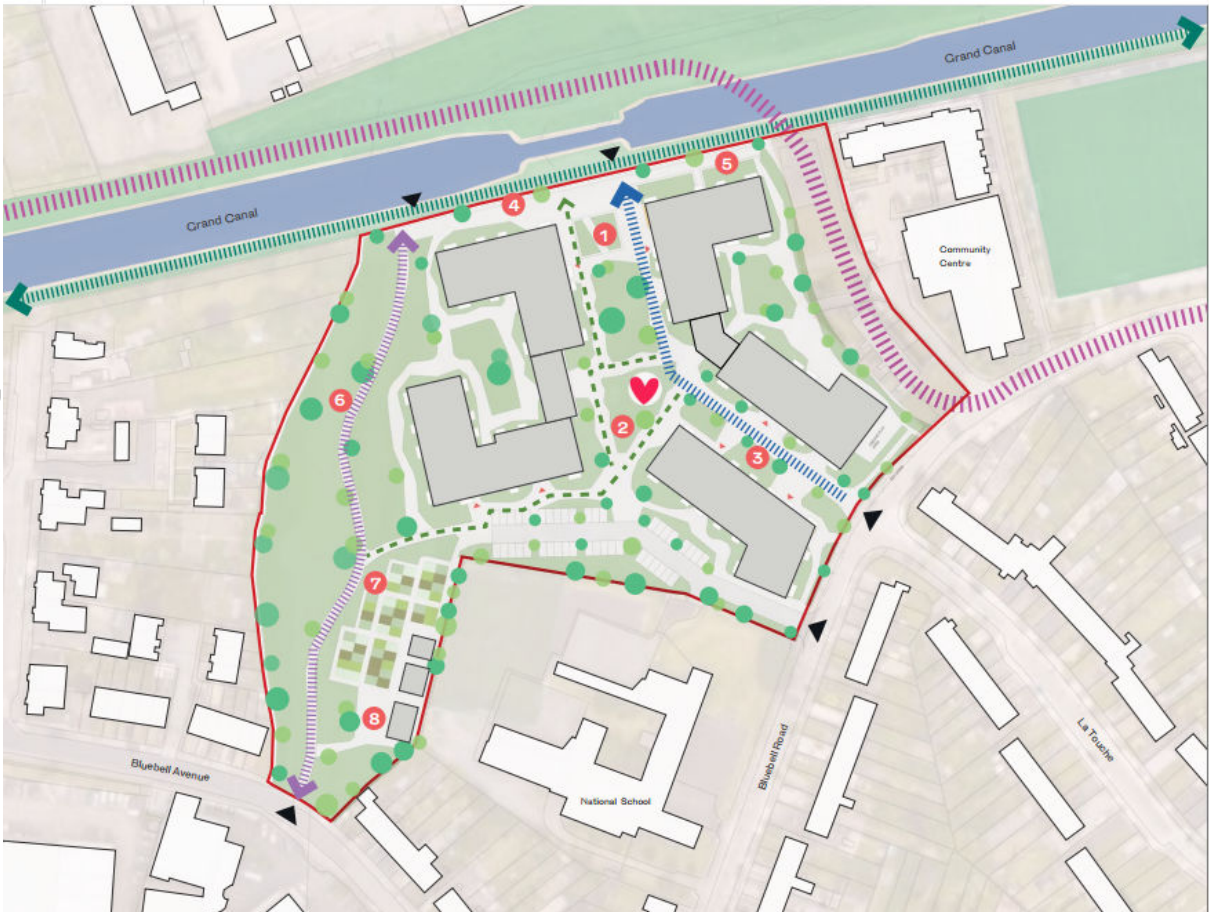 Grand Canal
Grand Canal
5
4
1
Community
Centre
6
2
3
7
8
Bluebell Avenue
National School
Bluebell Road
La Touche